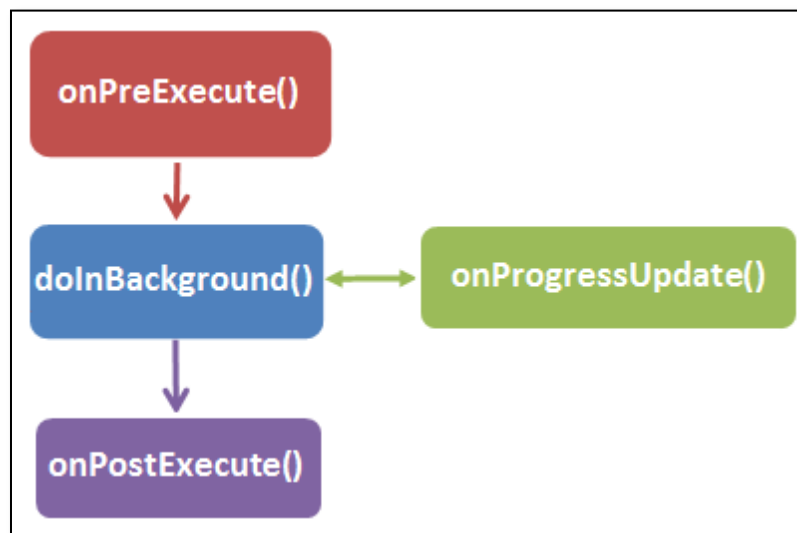 onPreExecute()
doInBackground()
onProgressUpdate()
onPostExecute()